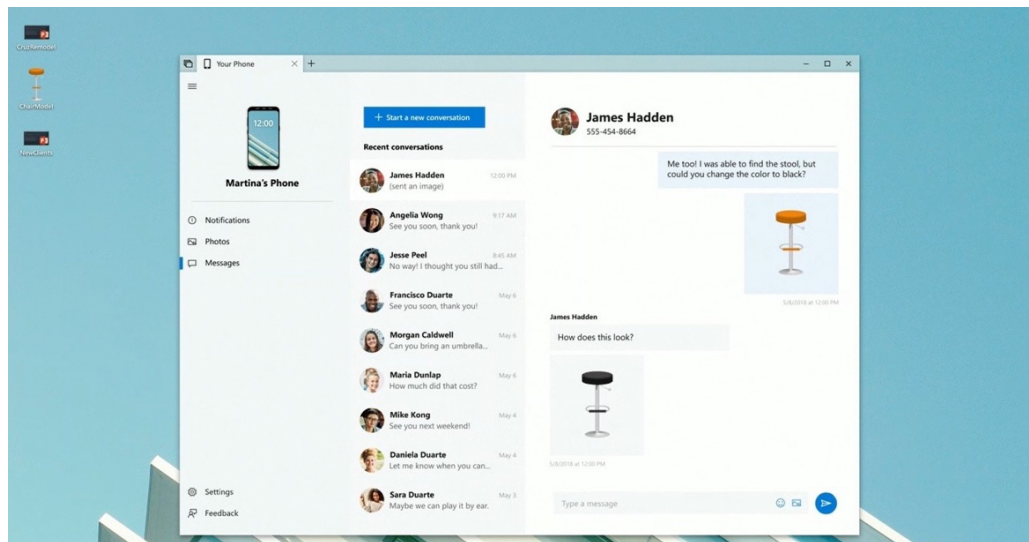 CruzRemodel
ChairModel
NewClients
Your Phone
12:00
Martina's Phone
Notifications
Photos
Messages
Settings
Feedback
+ Start a new conversation
Recent conversations
James Hadden 12:00 PM
(sent an image)
Angelia Wong 9:17 AM
See you soon, thank you!
Jesse Peel 8:45 AM
No way! I thought you still had...
Francisco Duarte May 6
See you soon, thank you!
Morgan Caldwell May 6
Can you bring an umbrella...
Maria Dunlap May 6
How much did that cost?
Mike Kong May 4
See you next weekend!
Daniela Duarte May 4
Let me know when you can...
Sara Duarte May 3
Maybe we can play it by ear.
James Hadden
555-454-8664
Me too! I was able to find the stool, but
could you change the color to black?
5/8/2018 at 12:00 PM
James Hadden
How does this look?
5/8/2018 at 12:00 PM
Type a message